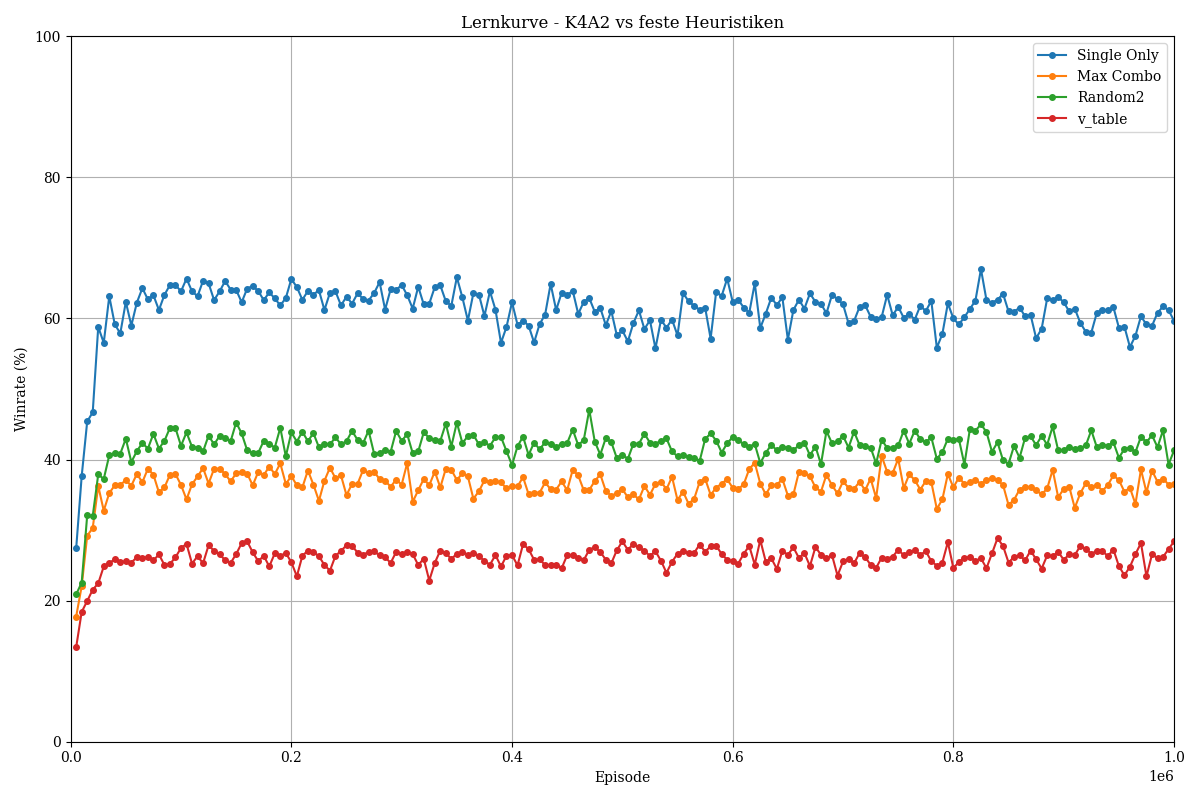 Lernkurve - K4A2 vs feste Heuristiken
100
80
60
40
20
0
Winrate (%)
Single Only
Max Combo
Random2
v_table
0.0
0.2
0.4
0.6
0.8
1.0
1e6
Episode